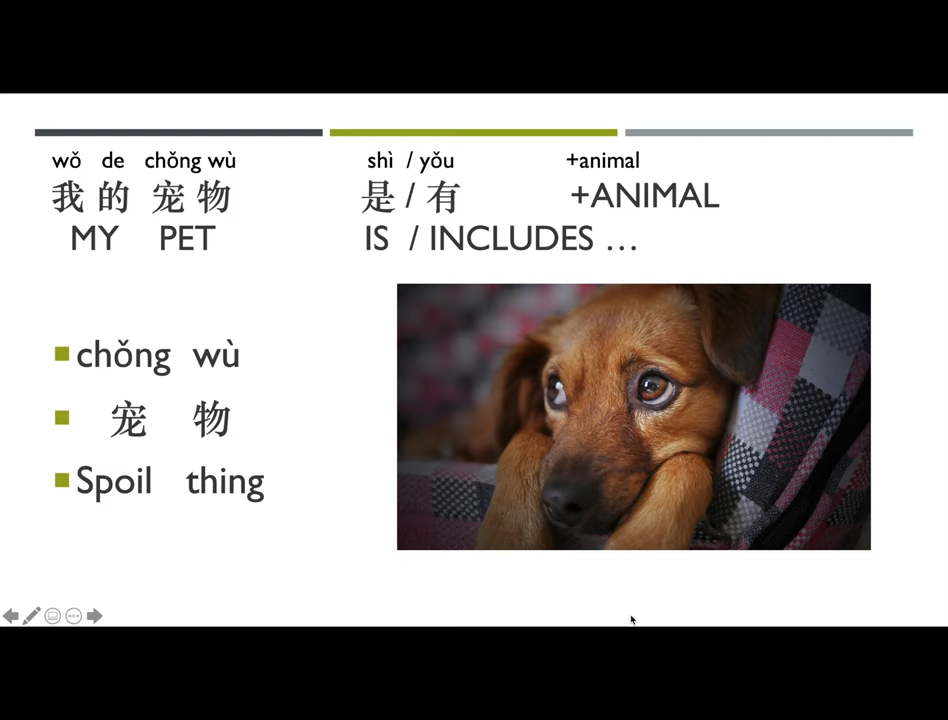 wǒ de chǒng wù shì / yǒu +animal
我 的 宠 物 是 / 有 +ANIMAL
MY PET IS / INCLUDES …
chǒng wù
宠 物
Spoil thing